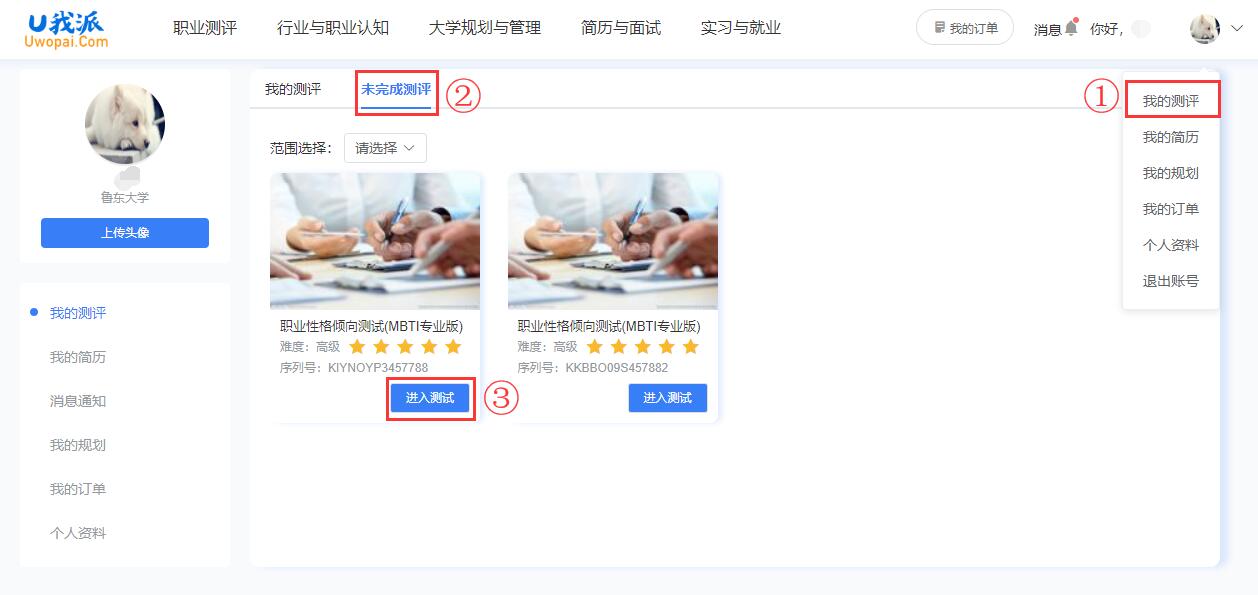 U我派
Uwopai.Com
职业测评 行业与职业认知 大学规划与管理 简历与面试 实习与就业 我的订单 消息 你好,
鲁东大学
上传头像
我的测评
我的简历
消息通知
我的规划
我的订单
个人资料
我的测评 未完成测评 ②
范围选择: 请选择
职业性格倾向测试(MBTI专业版)
难度: 高级
序列号: KIYNOYP3457788
进入测试 ③
职业性格倾向测试(MBTI专业版)
难度: 高级
序列号: KKBBO09S457882
进入测试
① 我的测评
我的简历
我的规划
我的订单
个人资料
退出账号